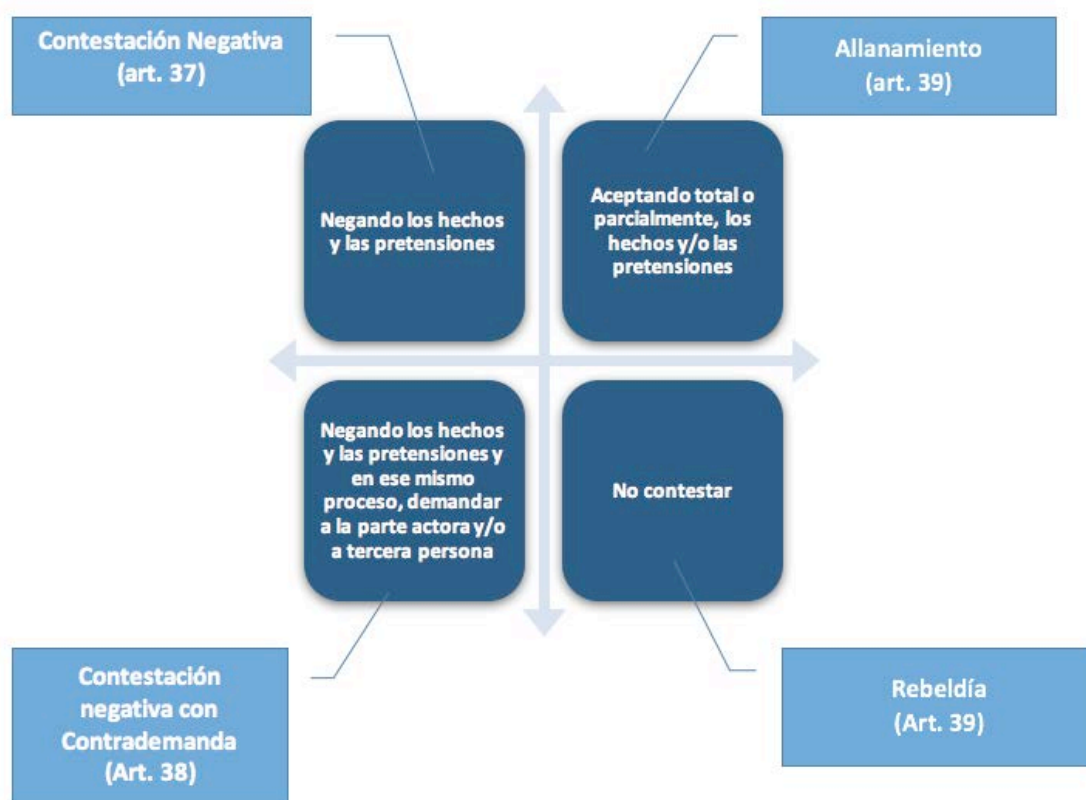 Contestación Negativa
(art. 37)
Allanamiento
(art. 39)
Negando los hechos
y las pretensiones
Aceptando total o
parcialmente, los
hechos y/o las
pretensiones
Negando los hechos
y las pretensiones y
en ese mismo
proceso, demandar
a la parte actora y/o
a tercera persona
No contestar
Contestación
negativa con
Contrademanda
(Art. 38)
Rebeldía
(Art. 39)